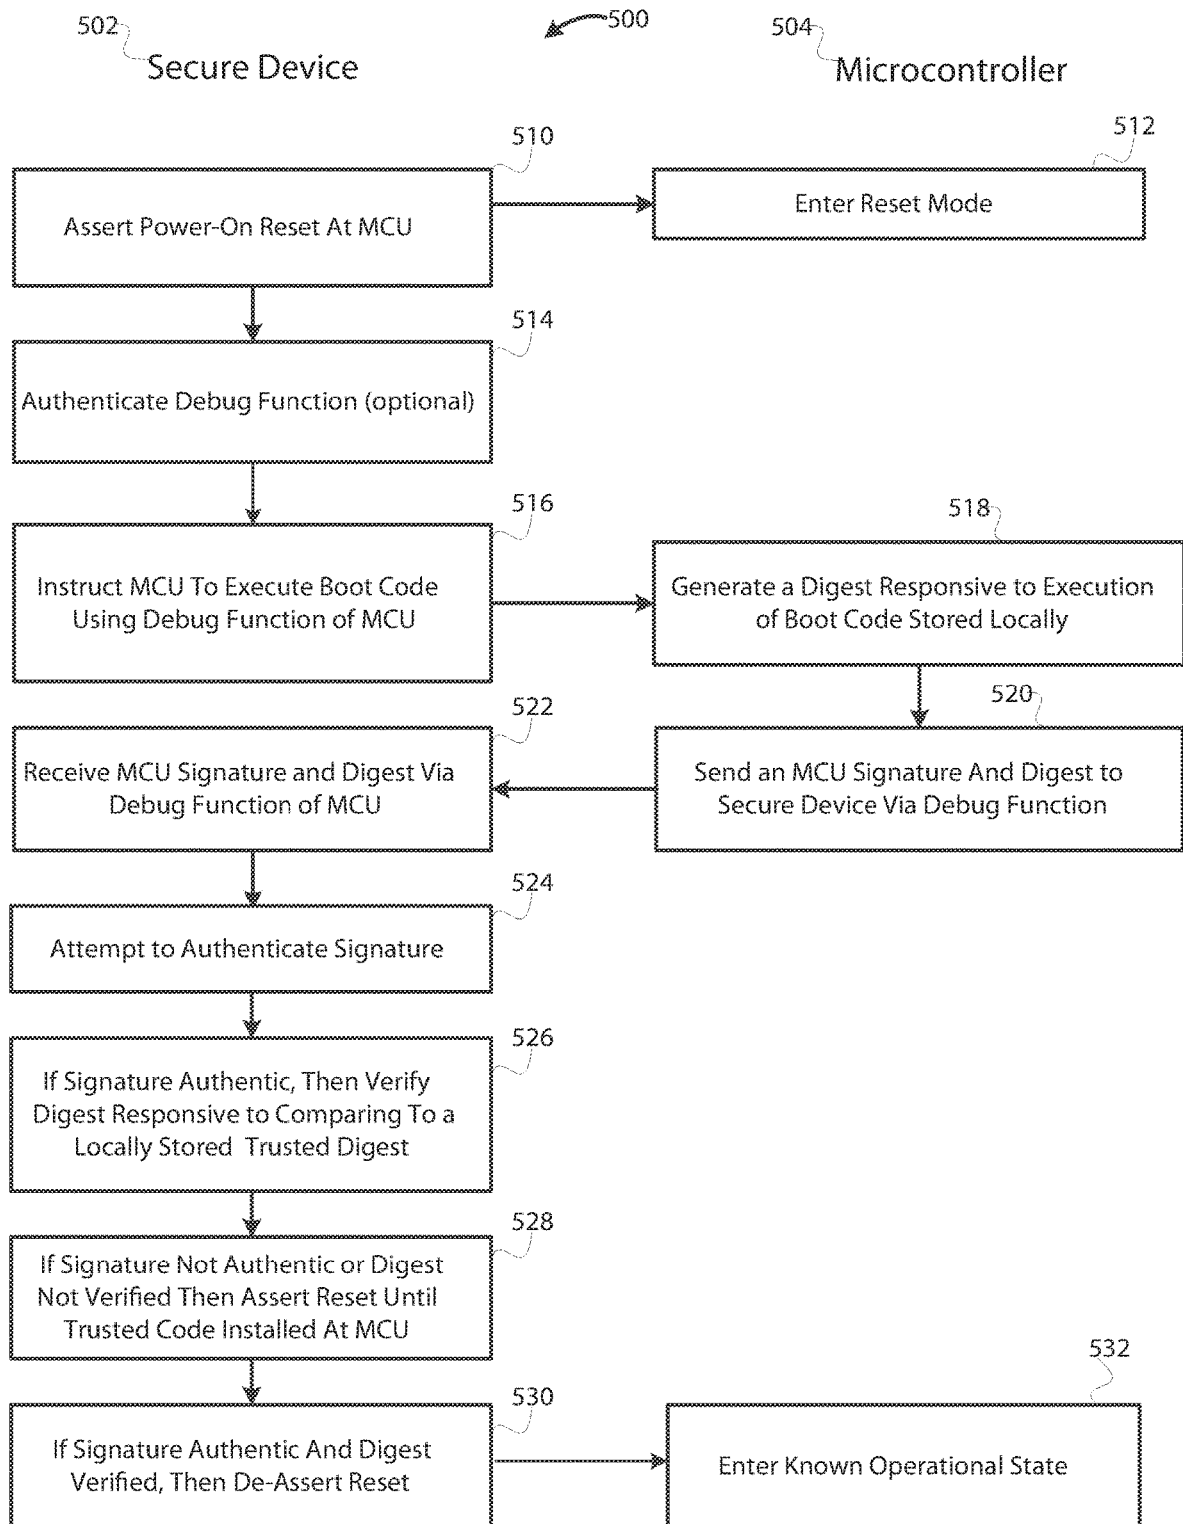 502
500
504
Secure Device
Microcontroller
510
512
Assert Power-On Reset At MCU
Enter Reset Mode
514
Authenticate Debug Function (optional)
516
518
Instruct MCU To Execute Boot Code
Using Debug Function of MCU
Generate a Digest Responsive to Execution
of Boot Code Stored Locally
522
520
Receive MCU Signature and Digest Via
Debug Function of MCU
Send an MCU Signature And Digest to
Secure Device Via Debug Function
524
Attempt to Authenticate Signature
526
If Signature Authentic, Then Verify
Digest Responsive to Comparing To a
Locally Stored Trusted Digest
528
If Signature Not Authentic or Digest
Not Verified Then Assert Reset Until
Trusted Code Installed At MCU
530
532
If Signature Authentic And Digest
Verified, Then De-Assert Reset
Enter Known Operational State